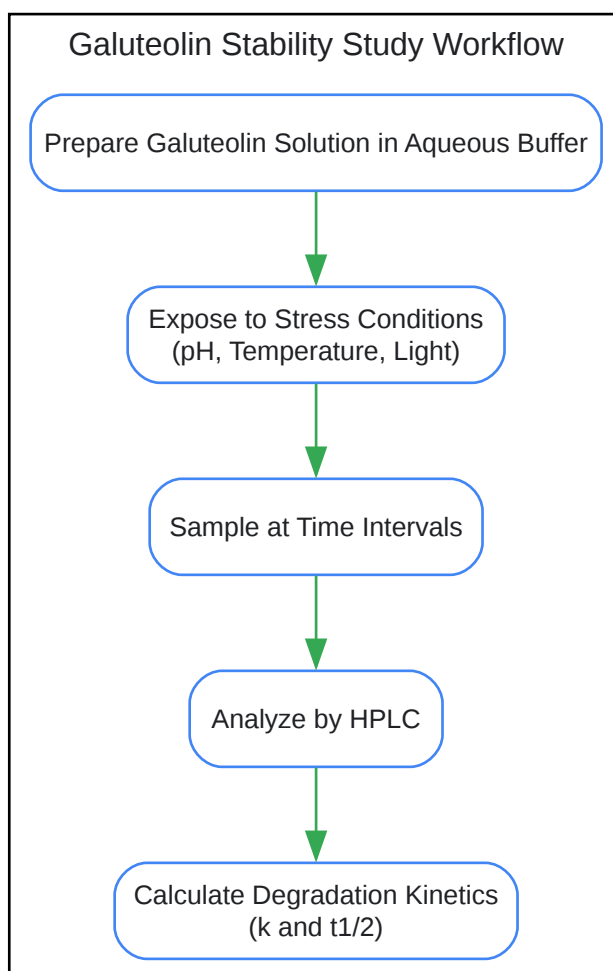 Galuteolin Stability Study Workflow
Prepare Galuteolin Solution in Aqueous Buffer
Expose to Stress Conditions
(pH, Temperature, Light)
Sample at Time Intervals
Analyze by HPLC
Calculate Degradation Kinetics
(k and t1/2)